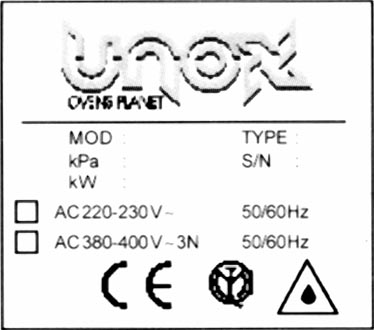 unox
OVENS PLANET
MOD : TYPE :
kPa : S/N :
kW :
AC 220-230 V ~ 50/60Hz
AC 380-400 V ~ 3N 50/60Hz
CE